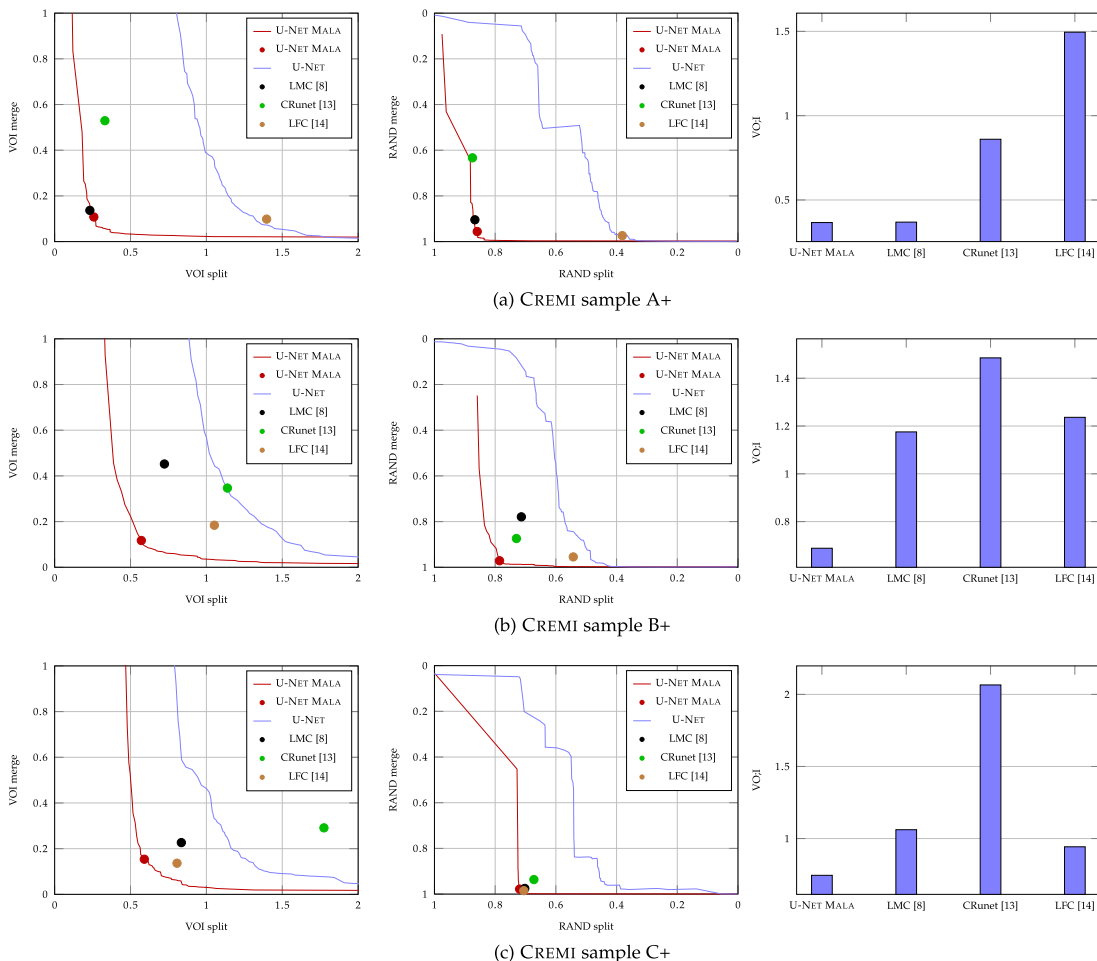 1
0.8
0.6
0.4
0.2
0
VOI merge
0
0.5
1
1.5
2
VOI split
U-NET MALA
U-NET MALA
U-NET
LMC [8]
CRunet [13]
LFC [14]
0
0.2
0.4
0.6
0.8
1
RAND merge
1
0.8
0.6
0.4
0.2
0
RAND split
U-NET MALA
U-NET MALA
U-NET
LMC [8]
CRunet [13]
LFC [14]
1.5
1
0.5
VO;I
U-NET MALA
LMC [8]
CRunet [13]
LFC [14]
(a) CREMI sample A+
1
0.8
0.6
0.4
0.2
0
VOI merge
0
0.5
1
1.5
2
VOI split
U-NET MALA
U-NET MALA
U-NET
LMC [8]
CRunet [13]
LFC [14]
0
0.2
0.4
0.6
0.8
1
RAND merge
1
0.8
0.6
0.4
0.2
0
RAND split
U-NET MALA
U-NET MALA
U-NET
LMC [8]
CRunet [13]
LFC [14]
1.4
1.2
1
0.8
VO;I
U-NET MALA
LMC [8]
CRunet [13]
LFC [14]
(b) CREMI sample B+
1
0.8
0.6
0.4
0.2
0
VOI merge
0
0.5
1
1.5
2
VOI split
U-NET MALA
U-NET MALA
U-NET
LMC [8]
CRunet [13]
LFC [14]
0
0.2
0.4
0.6
0.8
1
RAND merge
1
0.8
0.6
0.4
0.2
0
RAND split
U-NET MALA
U-NET MALA
U-NET
LMC [8]
CRunet [13]
LFC [14]
2
1.5
1
VO;I
U-NET MALA
LMC [8]
CRunet [13]
LFC [14]
(c) CREMI sample C+